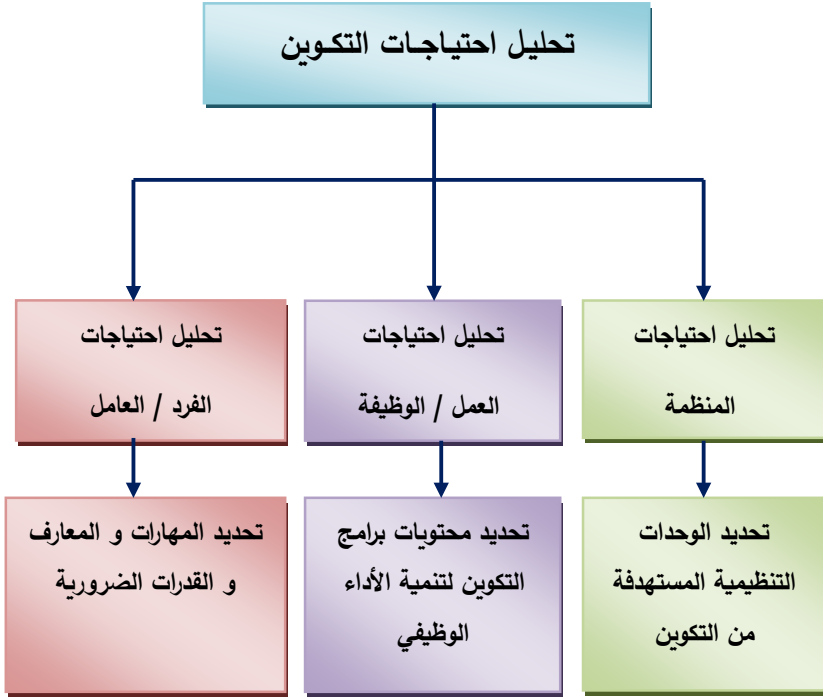 تحليل احتياجات التكوين
تحليل احتياجات
المنظمة
تحليل احتياجات
العمل / الوظيفة
تحليل احتياجات
الفرد / العامل
تحديد الوحدات
التنظيمية المستهدفة
من التكوين
تحديد محتويات برامج
التكوين لتنمية الأداء
الوظيفي
تحديد المهارات و المعارف
و القدرات الضرورية